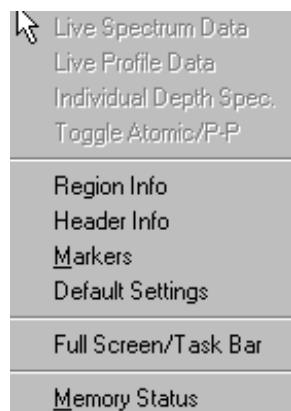 Live Spectrum Data
Live Profile Data
Individual Depth Spec.
Toggle Atomic/P-P
Region Info
Header Info
Markers
Default Settings
Full Screen/Task Bar
Memory Status